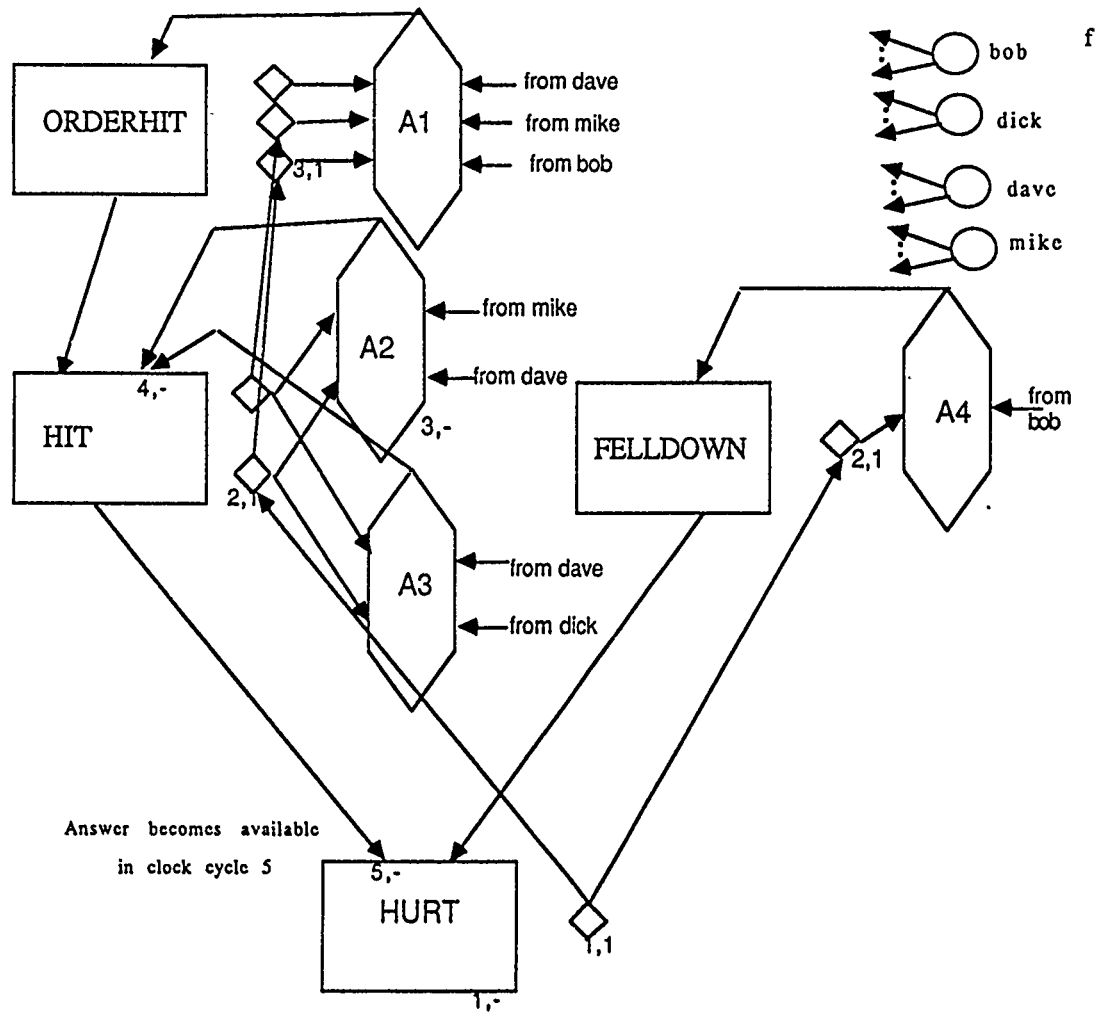 f
bob
dick
dave
mike
ORDERHIT
A1
from dave
from mike
from bob
3,1
HIT
4,-
A2
from mike
from dave
3,-
2,1
A3
from dave
from dick
FELLDOWN
A4
from
bob
2,1
Answer becomes available
in clock cycle 5
5,-
HURT
1,-
1,1